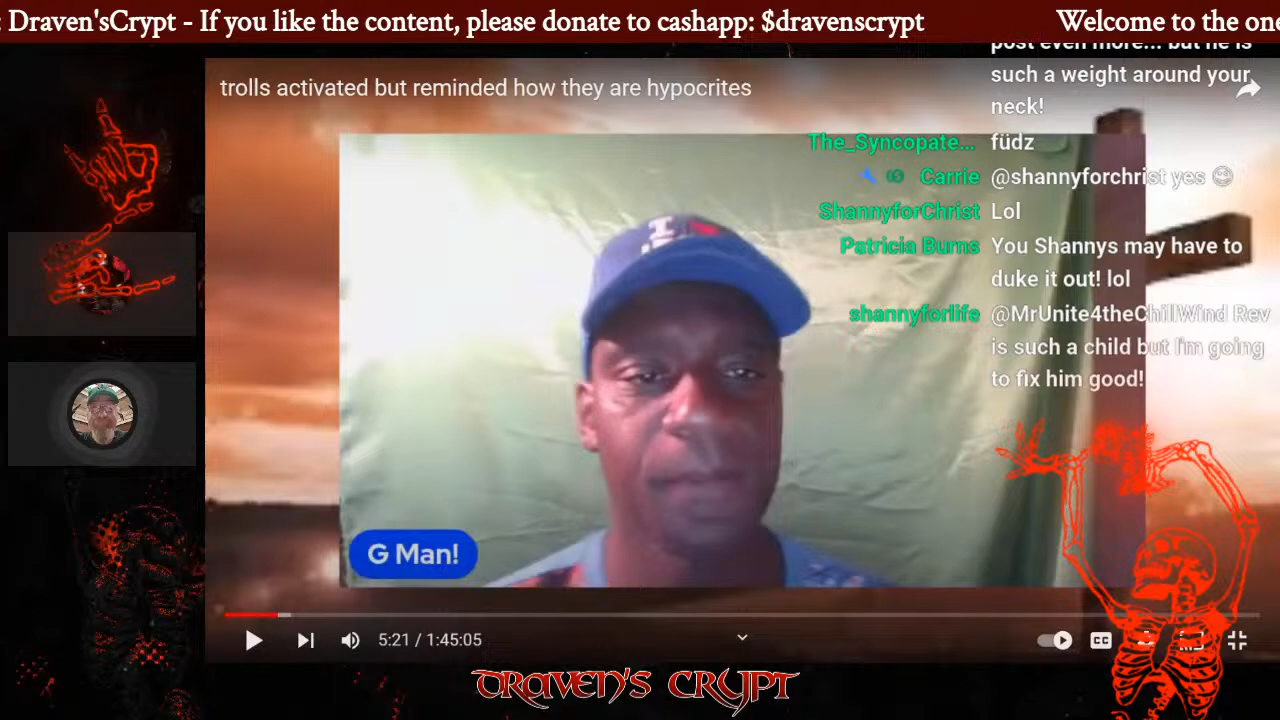 : Draven'sCrypt - If you like the content, please donate to cashapp: $dravenscrypt
Welcome to the one
post even more... but he is
such a weight around your
neck!
trolls activated but reminded how they are hypocrites
The_Syncopate... füdz
Carrie @shannyforchrist yes 😊
ShannyforChrist Lol
Patricia Burns You Shannys may have to
duke it out! lol
shannyforlife @MrUnite4theChillWind Rev
is such a child but I'm going
to fix him good!
I
G Man!
5:21 / 1:45:05
CC
DRAVEN'S CRYPT